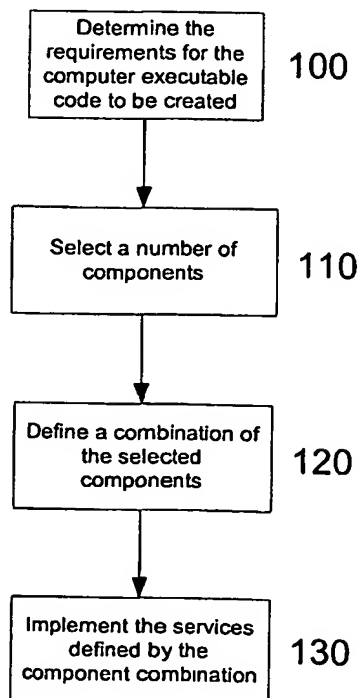 Determine the
requirements for the
computer executable
code to be created
100
Select a number of
components
110
Define a combination of
the selected
components
120
Implement the services
defined by the
component combination
130